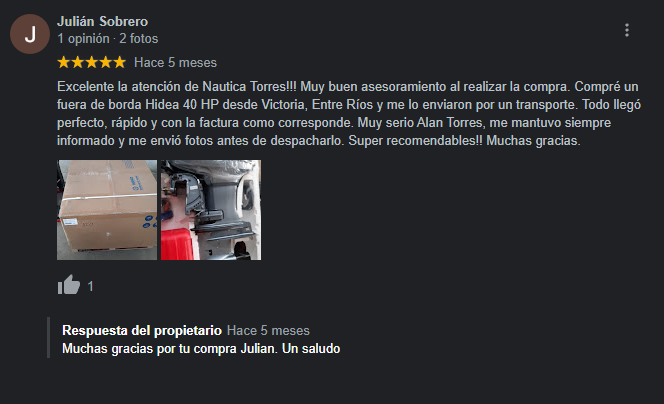 J
Julián Sobrero
1 opinión · 2 fotos
Hace 5 meses
Excelente la atención de Nautica Torres!!! Muy buen asesoramiento al realizar la compra. Compré un
fuera de borda Hidea 40 HP desde Victoria, Entre Ríos y me lo enviaron por un transporte. Todo llegó
perfecto, rápido y con la factura como corresponde. Muy serio Alan Torres, me mantuvo siempre
informado y me envió fotos antes de despacharlo. Super recomendables!! Muchas gracias.
1
Respuesta del propietario Hace 5 meses
Muchas gracias por tu compra Julian. Un saludo